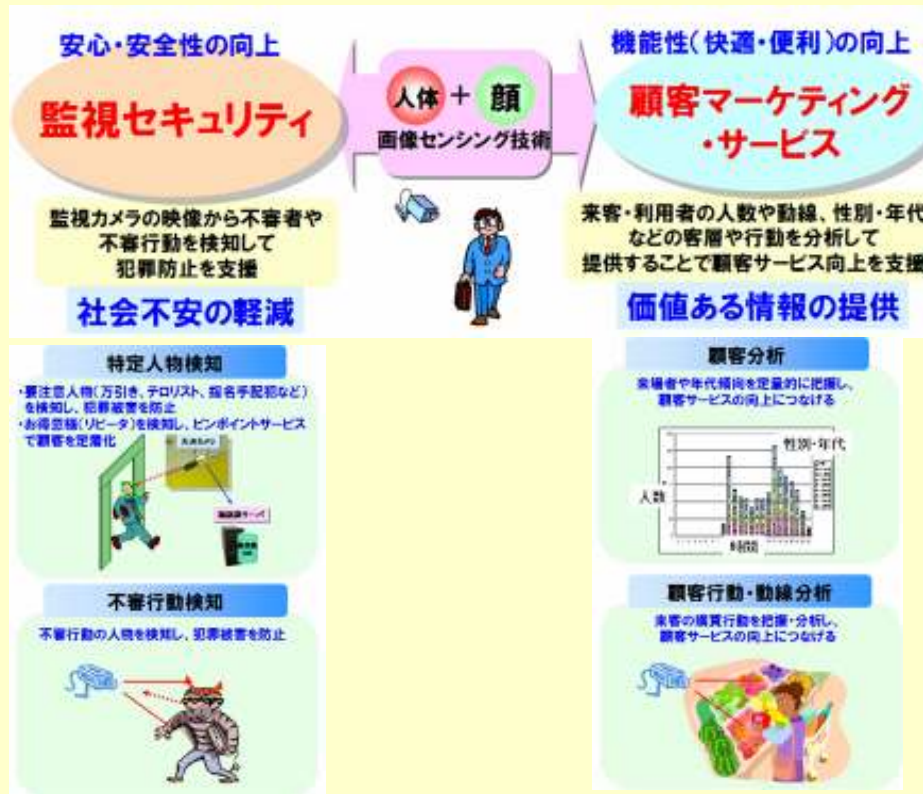 安心・安全性の向上
監視セキュリティ
監視カメラの映像から不審者や
不審行動を検知して
犯罪防止を支援
社会不安の軽減
人体 + 顔
画像センシング技術
機能性(快適・便利)の向上
顧客マーケティング
・サービス
来客・利用者の人数や動線、性別・年代
などの客層や行動を分析して
提供することで顧客サービス向上を支援
価値ある情報の提供
特定人物検知
・要注意人物(万引き、テロリスト、指名手配犯など)
を検知し、犯罪被害を防止
・お得意様(リピータ)を検知し、ピンポイントサービス
で顧客を定着化
不審行動検知
不審行動の人物を検知し、犯罪被害を防止
顧客分析
来場者や年代傾向を定量的に把握し、
顧客サービスの向上につなげる
性別・年代
人数
時間
顧客行動・動線分析
来客の購買行動を把握・分析し、
顧客サービスの向上につなげる